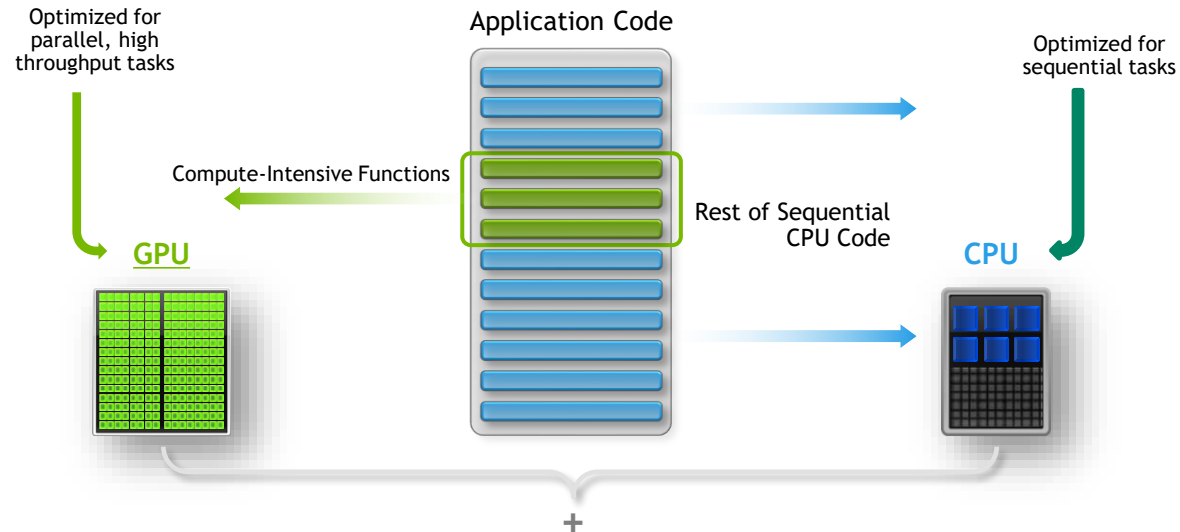 Optimized for
parallel, high
throughput tasks
Application Code
Optimized for
sequential tasks
Compute-Intensive Functions
Rest of Sequential
CPU Code
GPU
CPU
+